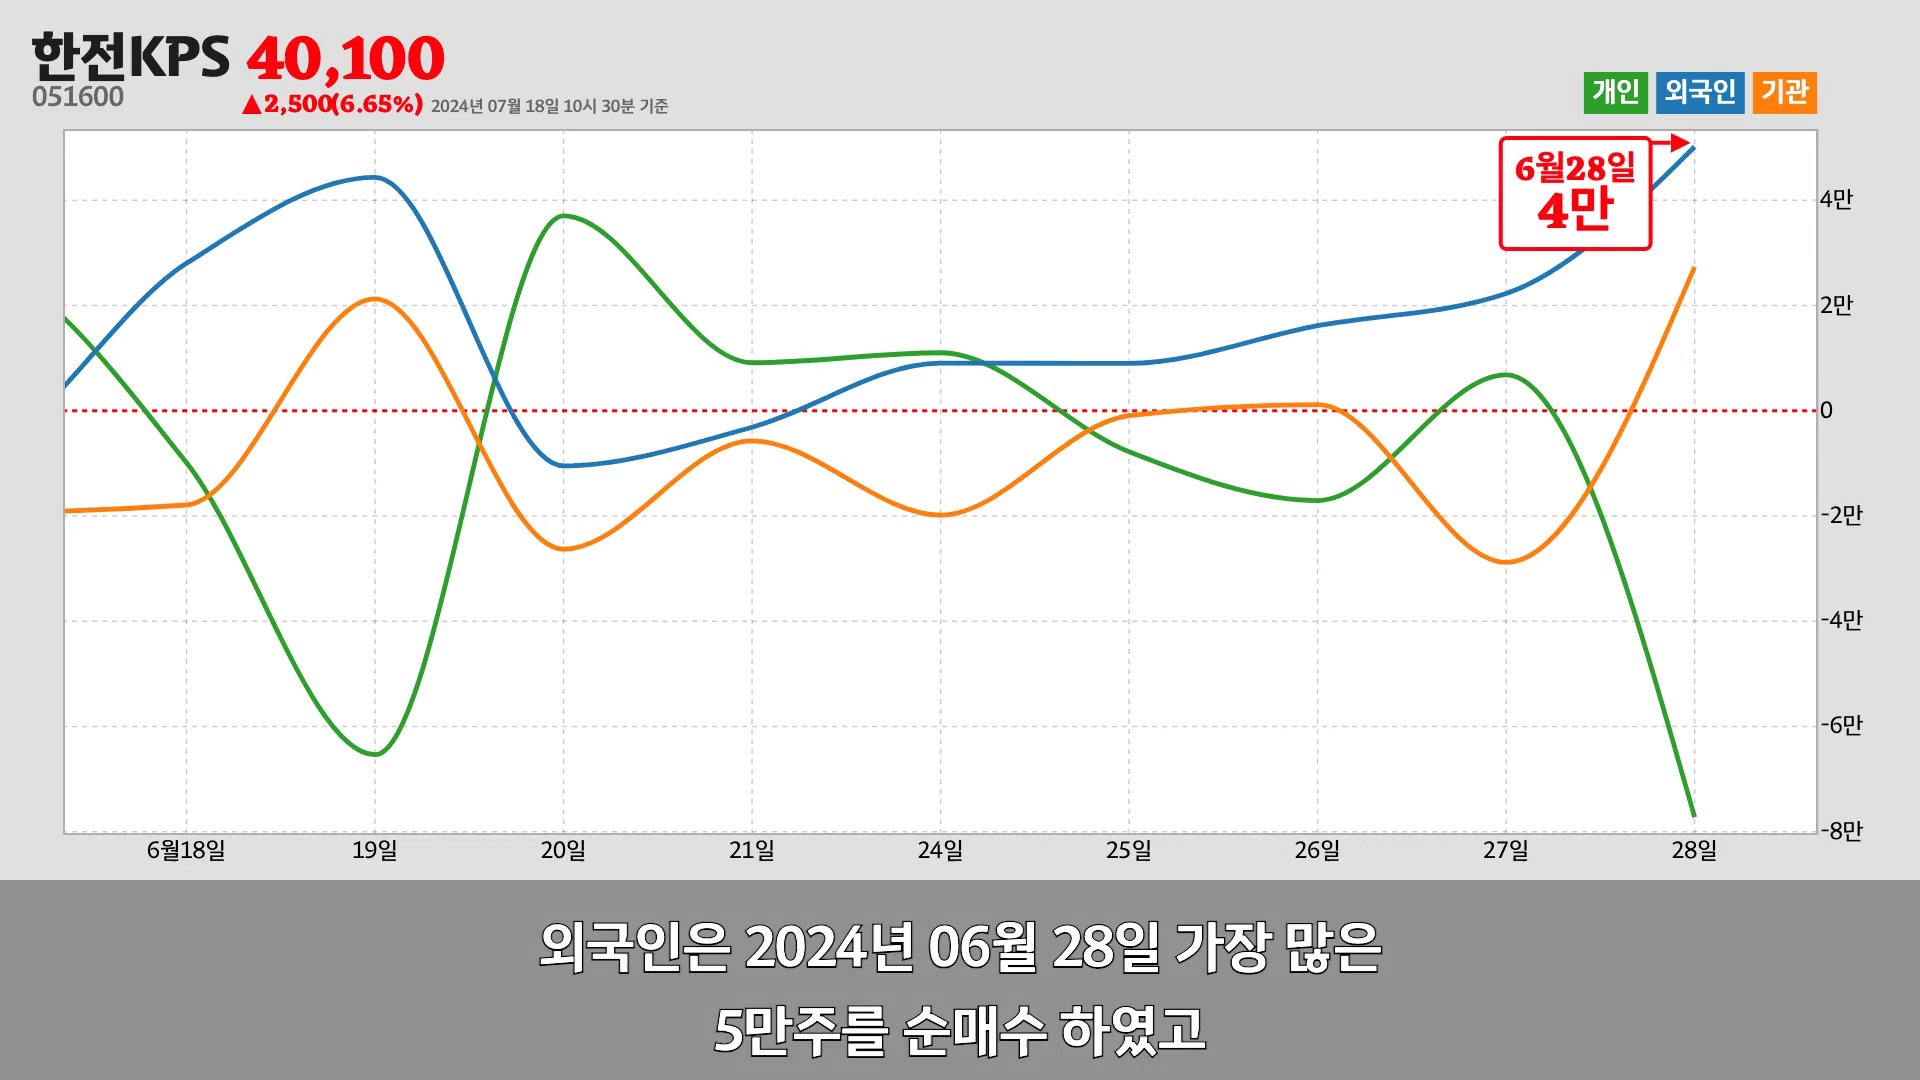 한전KPS 40,100
051600
▲2,500(6.65%) 2024년 07월 18일 10시 30분 기준
개인 외국인 기관
6월28일
4만
4만
2만
0
-2만
-4만
-6만
-8만
6월18일 19일 20일 21일 24일 25일 26일 27일 28일
외국인은 2024년 06월 28일 가장 많은
5만주를 순매수 하였고